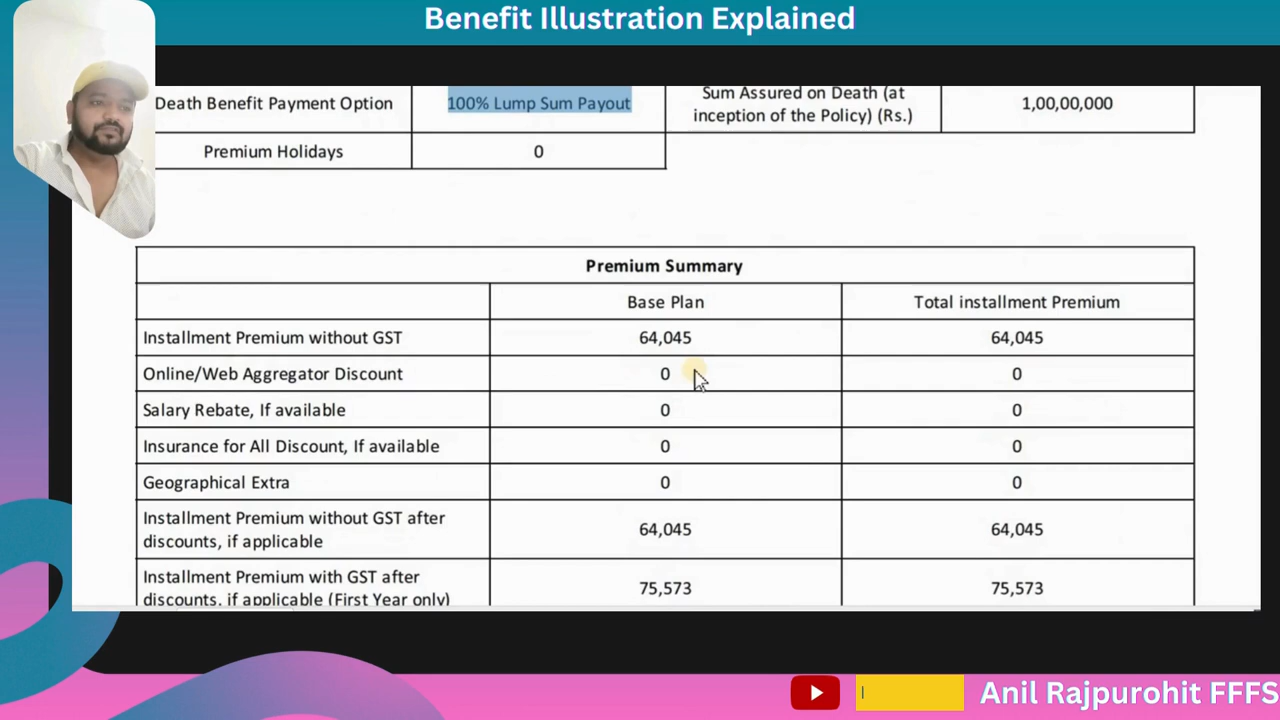 Benefit Illustration Explained
Death Benefit Payment Option
100% Lump Sum Payout
Sum Assured on Death (at
inception of the Policy) (Rs.)
1,00,00,000
Premium Holidays
0
Premium Summary
Base Plan
Total installment Premium
Installment Premium without GST
64,045
64,045
Online/Web Aggregator Discount
0
0
Salary Rebate, If available
0
0
Insurance for All Discount, If available
0
0
Geographical Extra
0
0
Installment Premium without GST after
discounts, if applicable
64,045
64,045
Installment Premium with GST after
discounts, if applicable (First Year only)
75,573
75,573
Anil Rajpurohit FFFS